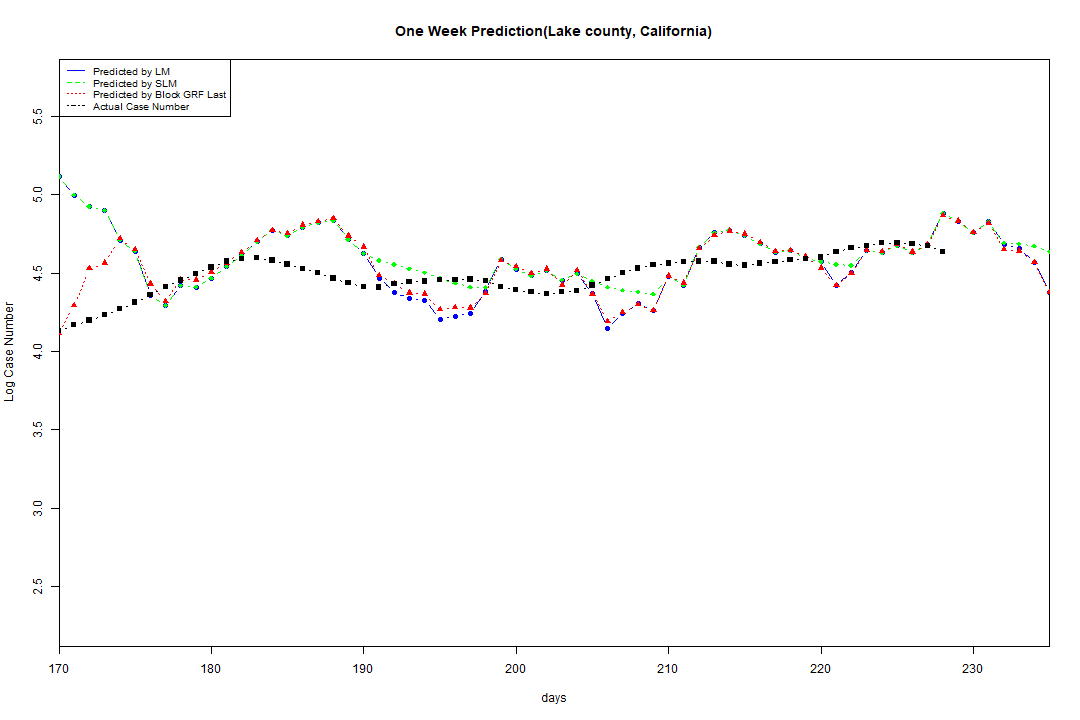 One Week Prediction(Lake county, California)
Predicted by LM
Predicted by SLM
Predicted by Block GRF Last
Actual Case Number
5.5
5.0
4.5
4.0
3.5
3.0
2.5
Log Case Number
170 180 190 200 210 220 230
days